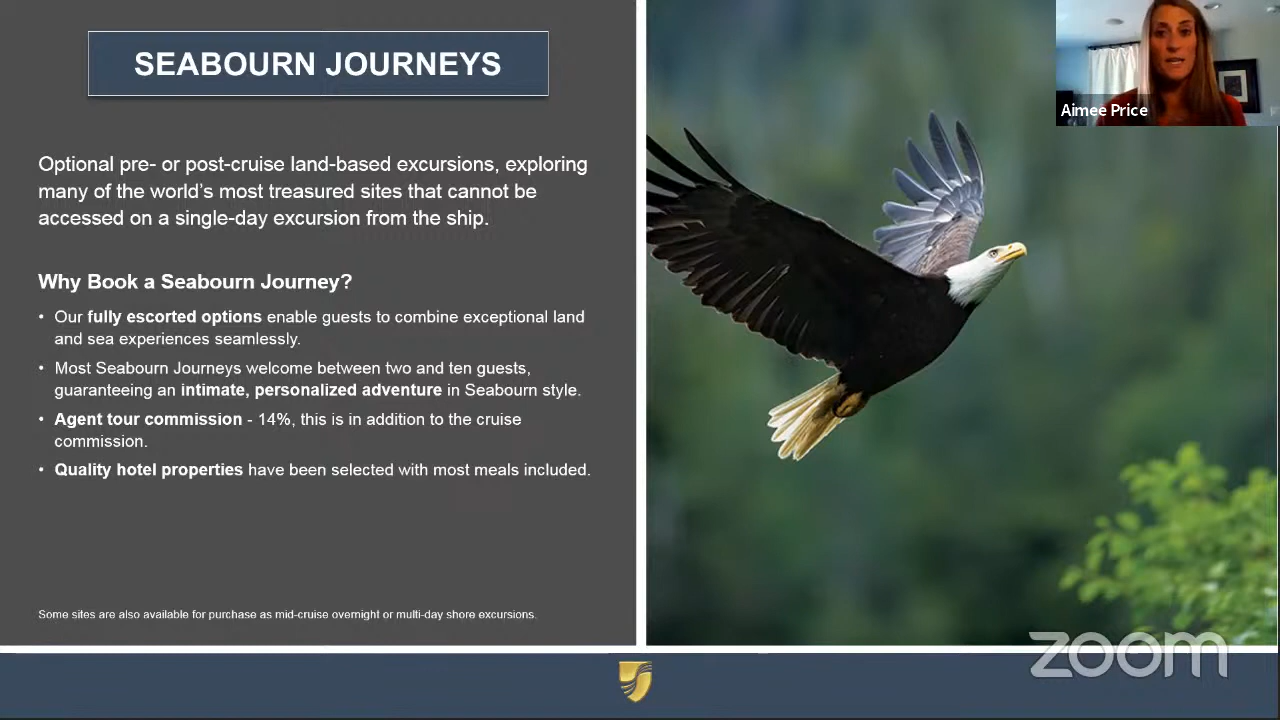 SEABOURN JOURNEYS
Optional pre- or post-cruise land-based excursions, exploring
many of the world's most treasured sites that cannot be
accessed on a single-day excursion from the ship.
Why Book a Seabourn Journey?
• Our fully escorted options enable guests to combine exceptional land
and sea experiences seamlessly.
• Most Seabourn Journeys welcome between two and ten guests,
guaranteeing an intimate, personalized adventure in Seabourn style.
• Agent tour commission - 14%, this is in addition to the cruise
commission.
• Quality hotel properties have been selected with most meals included.
Some sites are also available for purchase as mid-cruise overnight or multi-day shore excursions.
Aimee Price
zoom